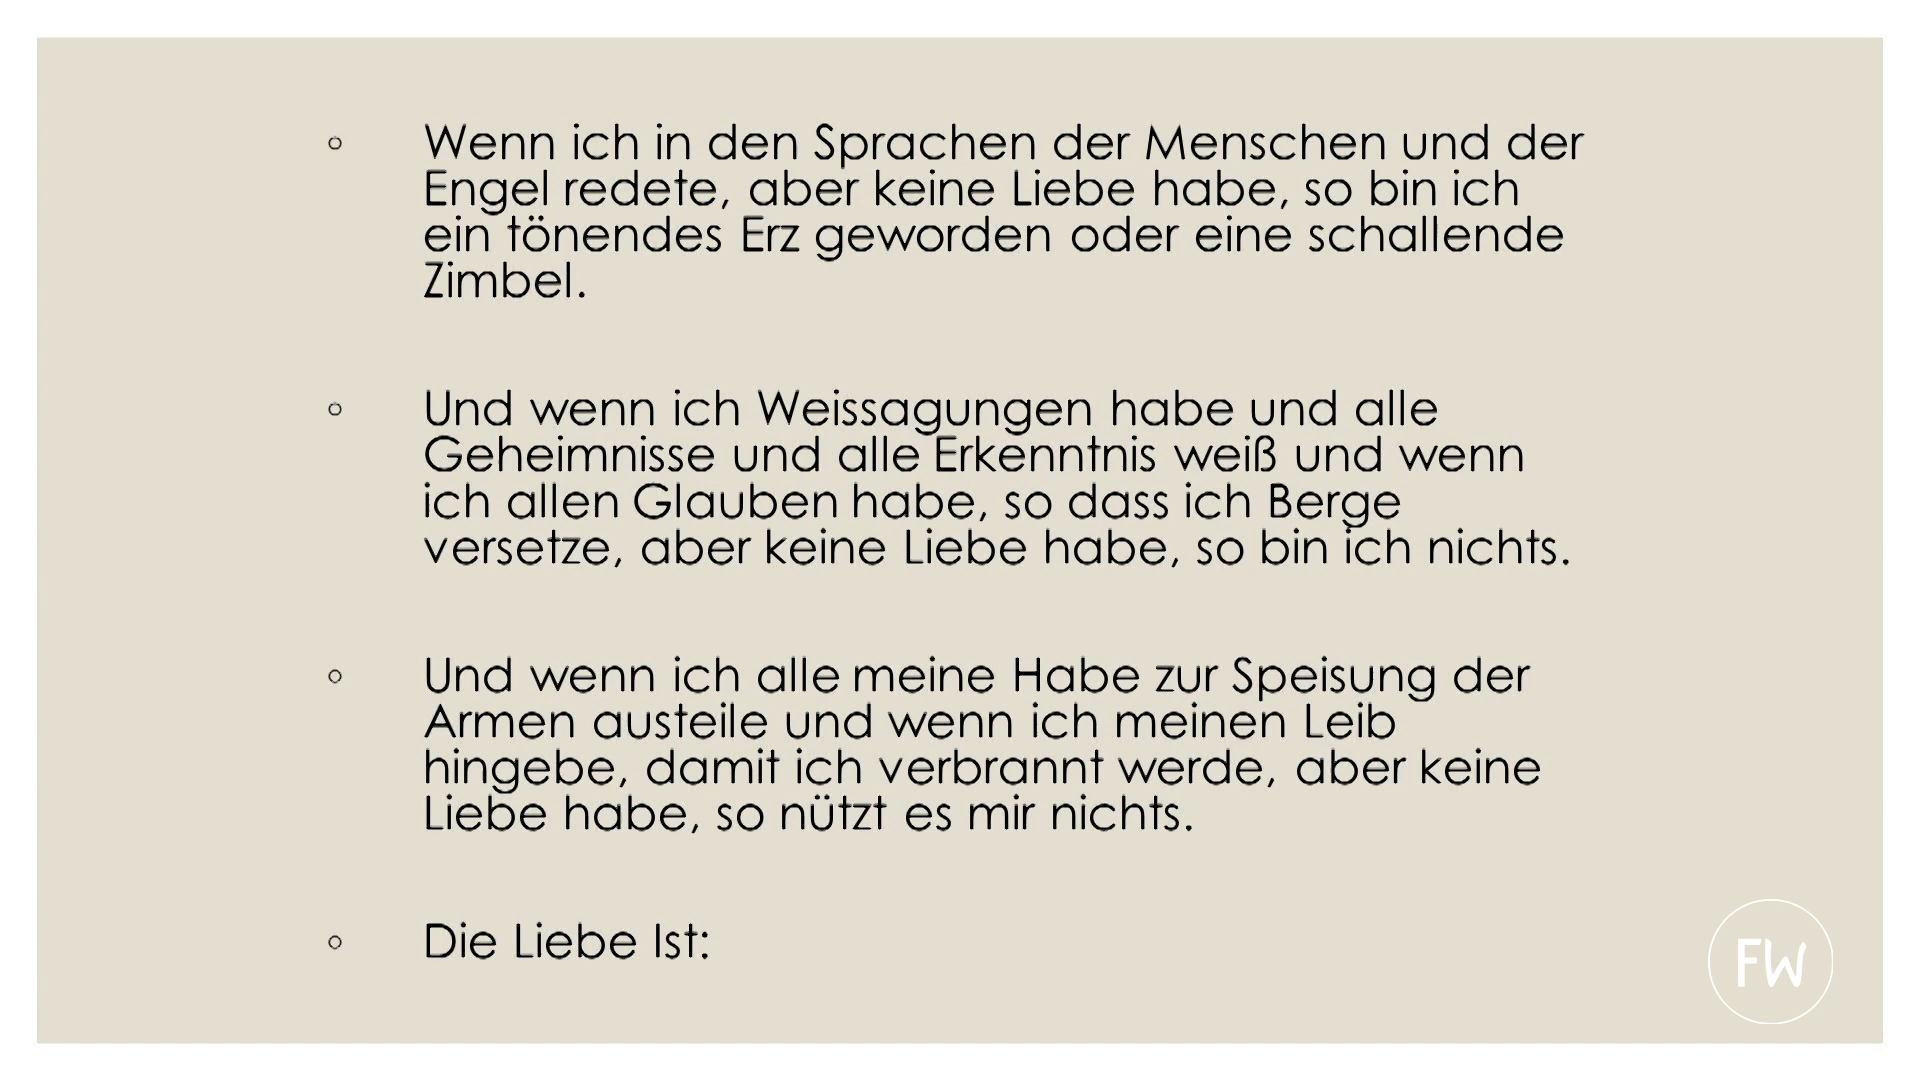 ◦ Wenn ich in den Sprachen der Menschen und der
Engel redete, aber keine Liebe habe, so bin ich
ein tönendes Erz geworden oder eine schallende
Zimbel.
◦ Und wenn ich Weissagungen habe und alle
Geheimnisse und alle Erkenntnis weiß und wenn
ich allen Glauben habe, so dass ich Berge
versetze, aber keine Liebe habe, so bin ich nichts.
◦ Und wenn ich alle meine Habe zur Speisung der
Armen austeile und wenn ich meinen Leib
hingebe, damit ich verbrannt werde, aber keine
Liebe habe, so nützt es mir nichts.
◦ Die Liebe Ist:
FW